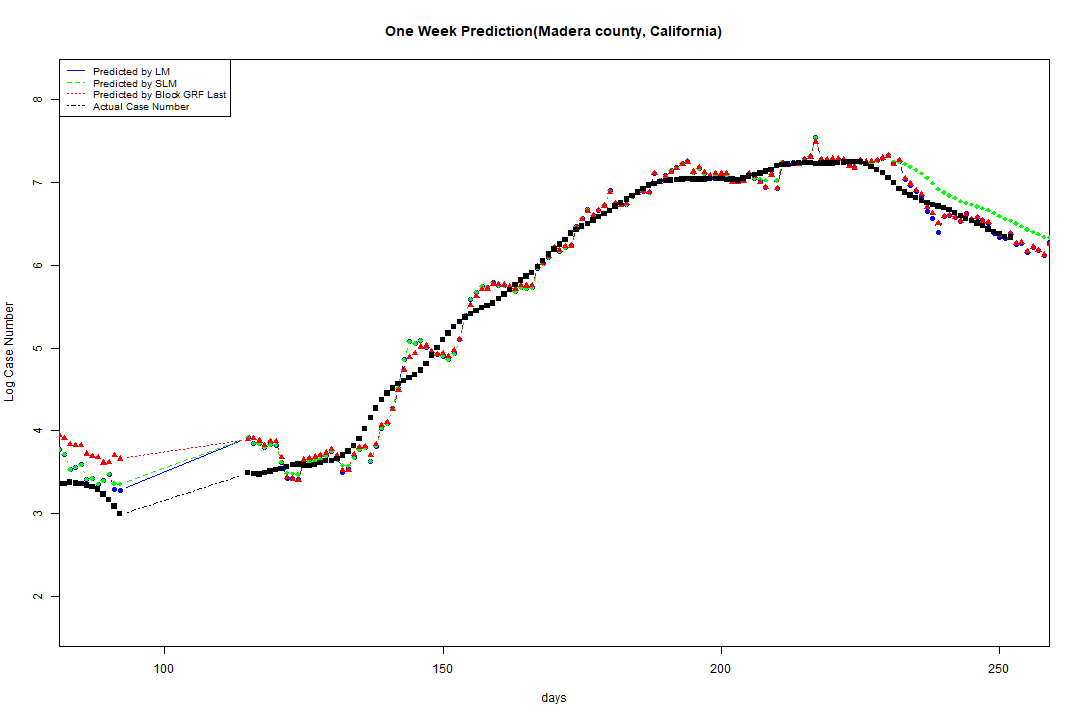 One Week Prediction(Madera county, California)
Predicted by LM
Predicted by SLM
Predicted by Block GRF Last
Actual Case Number
8
7
6
5
4
3
2
Log Case Number
100 150 200 250
days